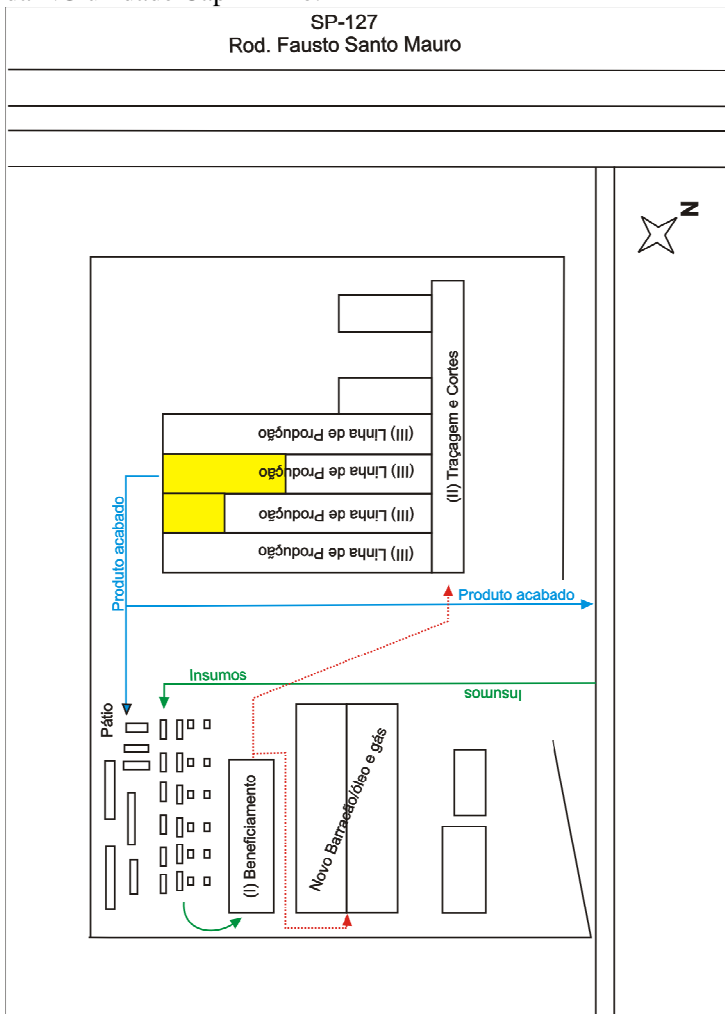 SP-127
Rod. Fausto Santo Mauro
N
(II) Traçagem e Cortes
(III) Linha de Produção
(III) Linha de Produção
(III) Linha de Produção
(III) Linha de Produção
Produto acabado
Produto acabado
Insumos
Insumos
Pátio
(I) Beneficiamento
Novo Barracão/óleo e gás